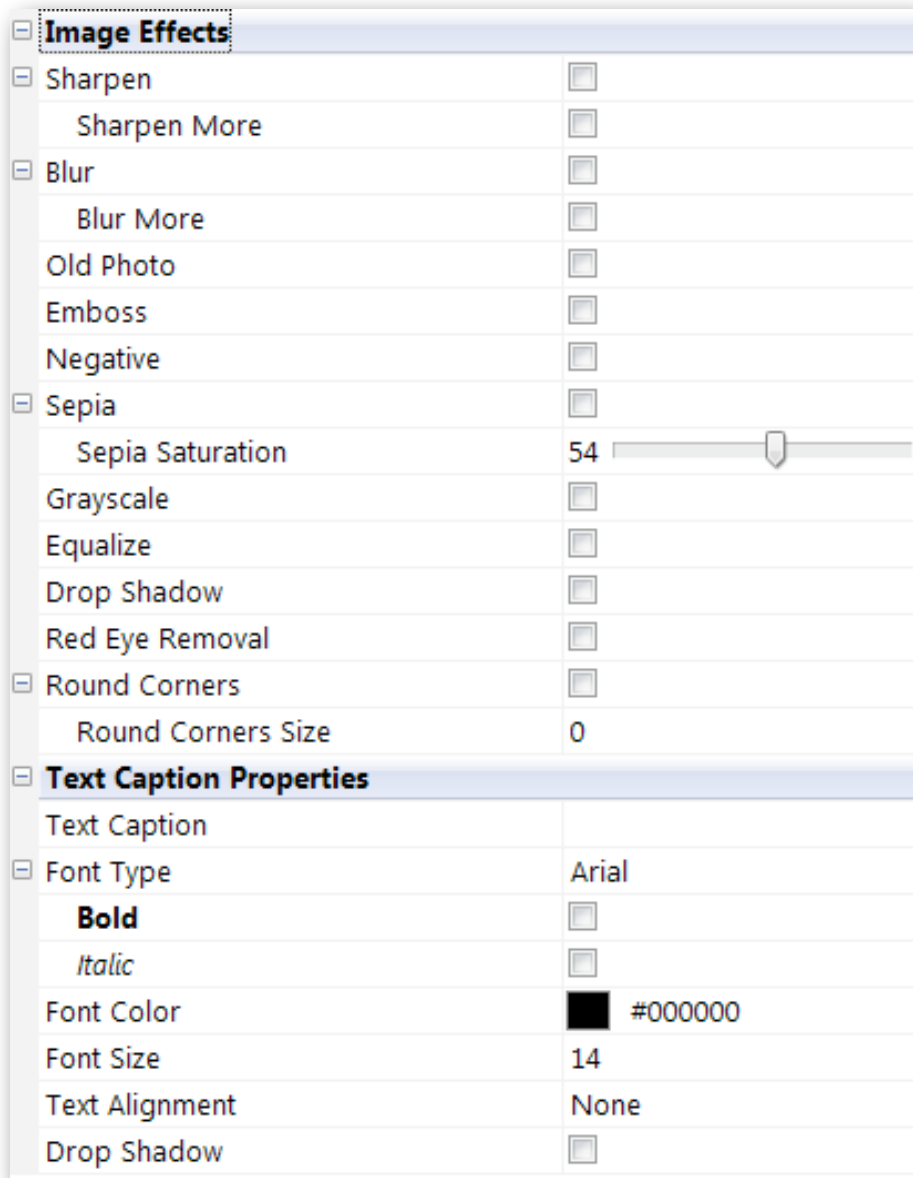 Image Effects
Sharpen
Sharpen More
Blur
Blur More
Old Photo
Emboss
Negative
Sepia
Sepia Saturation 54
Grayscale
Equalize
Drop Shadow
Red Eye Removal
Round Corners
Round Corners Size 0
Text Caption Properties
Text Caption
Font Type Arial
Bold
Italic
Font Color #000000
Font Size 14
Text Alignment None
Drop Shadow